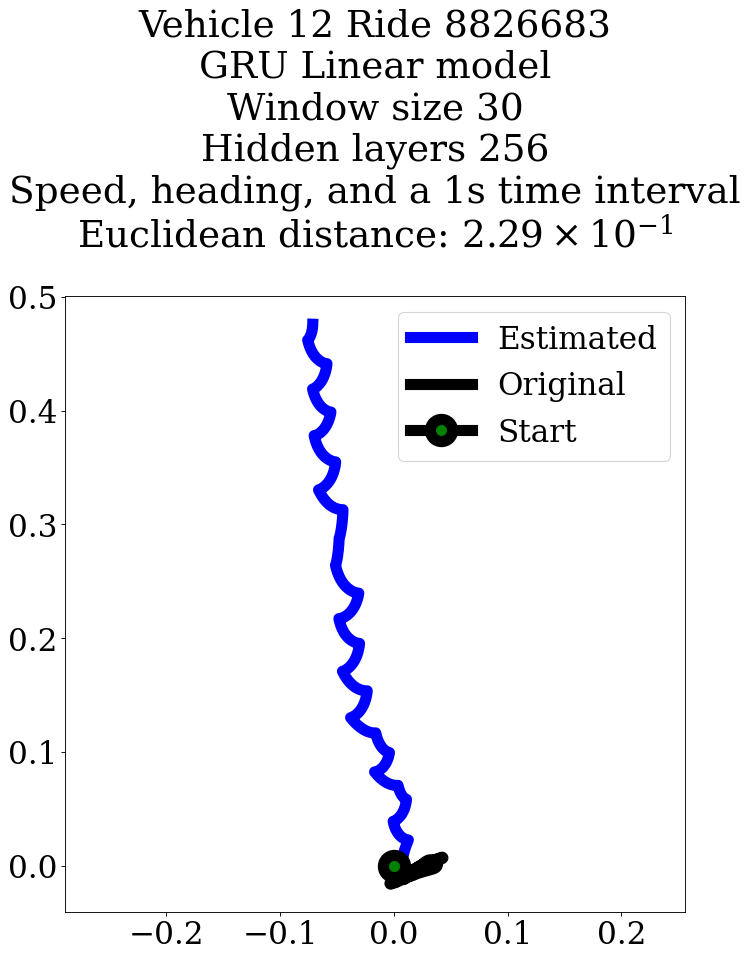 Vehicle 12 Ride 8826683
GRU Linear model
Window size 30
Hidden layers 256
Speed, heading, and a 1s time interval
Euclidean distance: 2.29 × 10⁻¹
0.5
0.4
0.3
0.2
0.1
0.0
Estimated
Original
Start
−0.2
−0.1
0.0
0.1
0.2